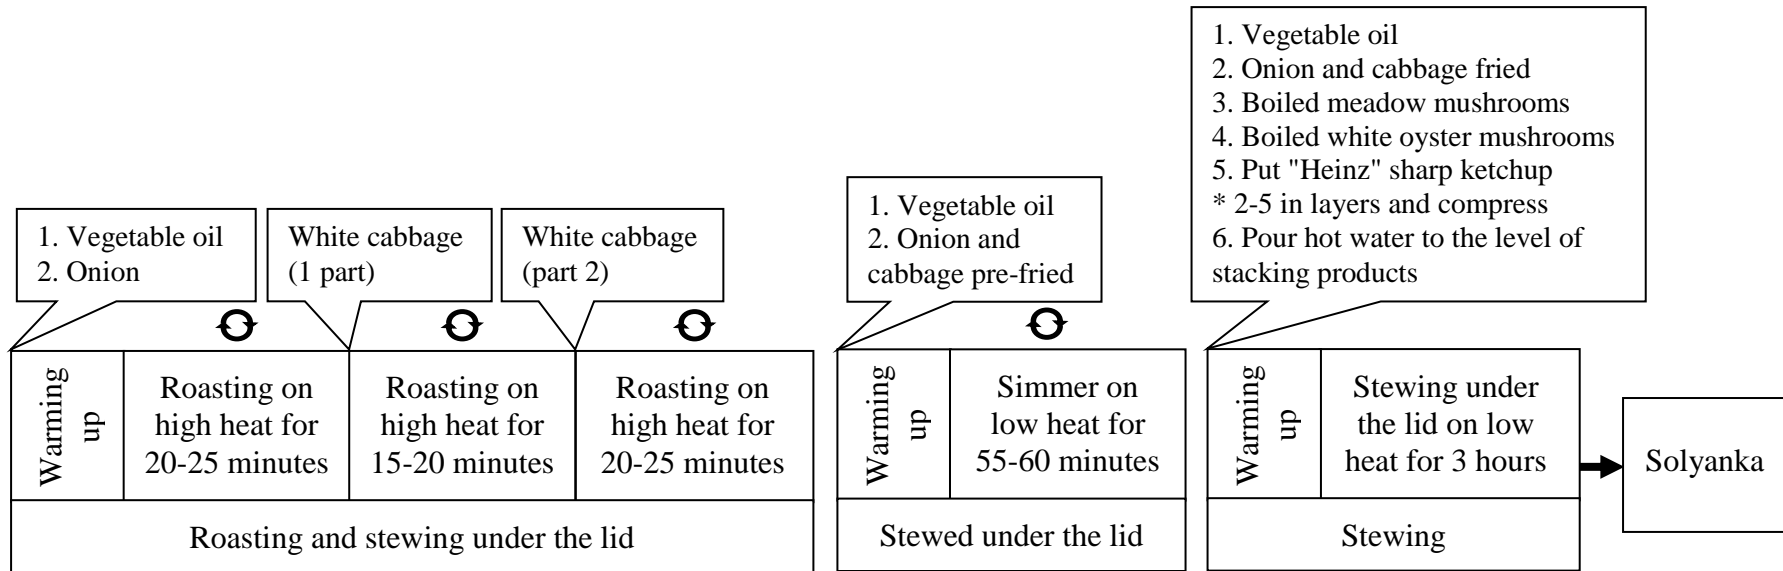 1. Vegetable oil
2. Onion
White cabbage
(1 part)
White cabbage
(part 2)
Warming
up
Roasting on
high heat for
20-25 minutes
Roasting on
high heat for
15-20 minutes
Roasting on
high heat for
20-25 minutes
Roasting and stewing under the lid
1. Vegetable oil
2. Onion and
cabbage pre-fried
Warming
up
Simmer on
low heat for
55-60 minutes
Stewed under the lid
1. Vegetable oil
2. Onion and cabbage fried
3. Boiled meadow mushrooms
4. Boiled white oyster mushrooms
5. Put "Heinz" sharp ketchup
* 2-5 in layers and compress
6. Pour hot water to the level of
stacking products
Warming
up
Stewing under
the lid on low
heat for 3 hours
Stewing
Solyanka